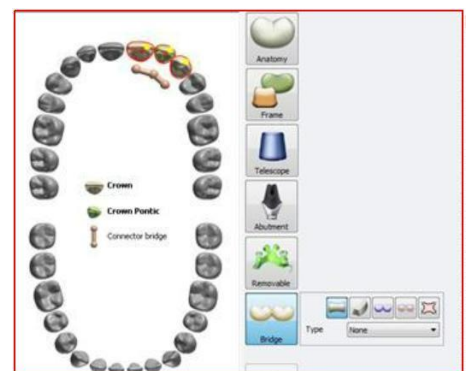 Anatomy
Frame
Telescope
Crown
Crown Pontic
Connector bridge
Abutment
Removable
Bridge
Type
None